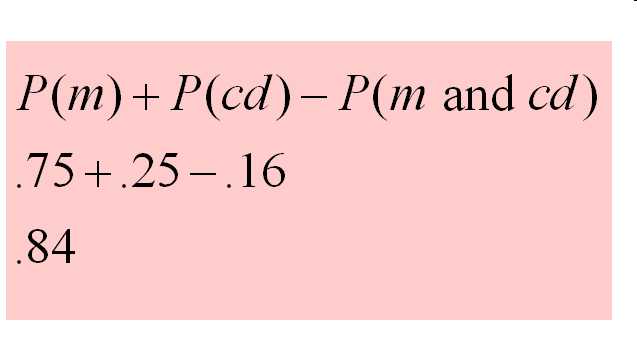 P(m) + P(cd) − P(m and cd)
.75 + .25 − .16
.84